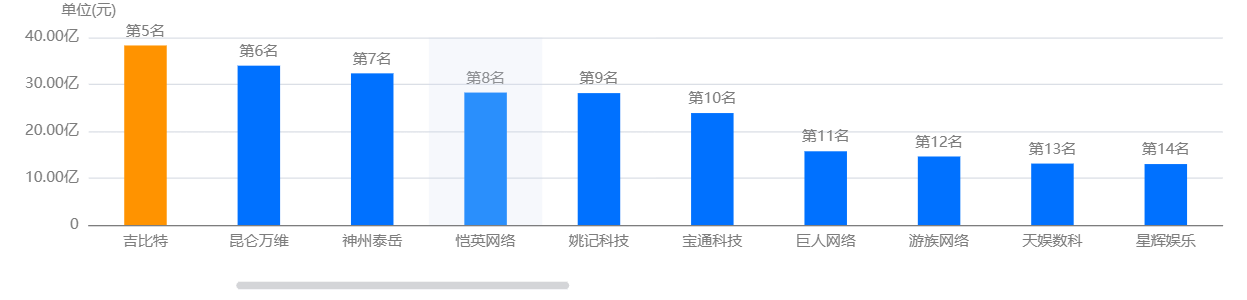 单位(元)
40.00亿
30.00亿
20.00亿
10.00亿
0
第5名
第6名
第7名
第8名
第9名
第10名
第11名
第12名
第13名
第14名
吉比特
昆仑万维
神州泰岳
恺英网络
姚记科技
宝通科技
巨人网络
游族网络
天娱数科
星辉娱乐